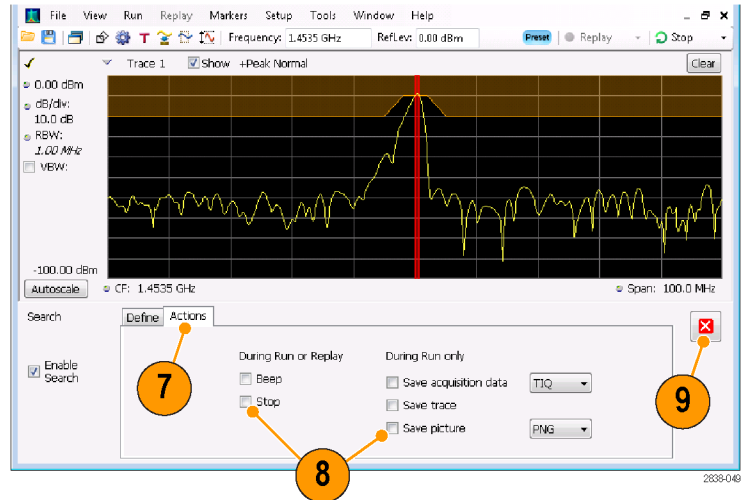 File View Run Replay Markers Setup Tools Window Help
T Frequency: 1.4535 GHz RefLev: 0.00 dBm Preset Replay Stop
Trace 1 Show +Peak Normal Clear
0.00 dBm
dB/div:
10.0 dB
RBW:
1.00 MHz
VBW:
-100.00 dBm
Autoscale CF: 1.4535 GHz Span: 100.0 MHz
Search Define Actions
During Run or Replay During Run only
Enable Search
Beep Save acquisition data TIQ
Stop Save trace
Save picture PNG
7
8
9
2838-049